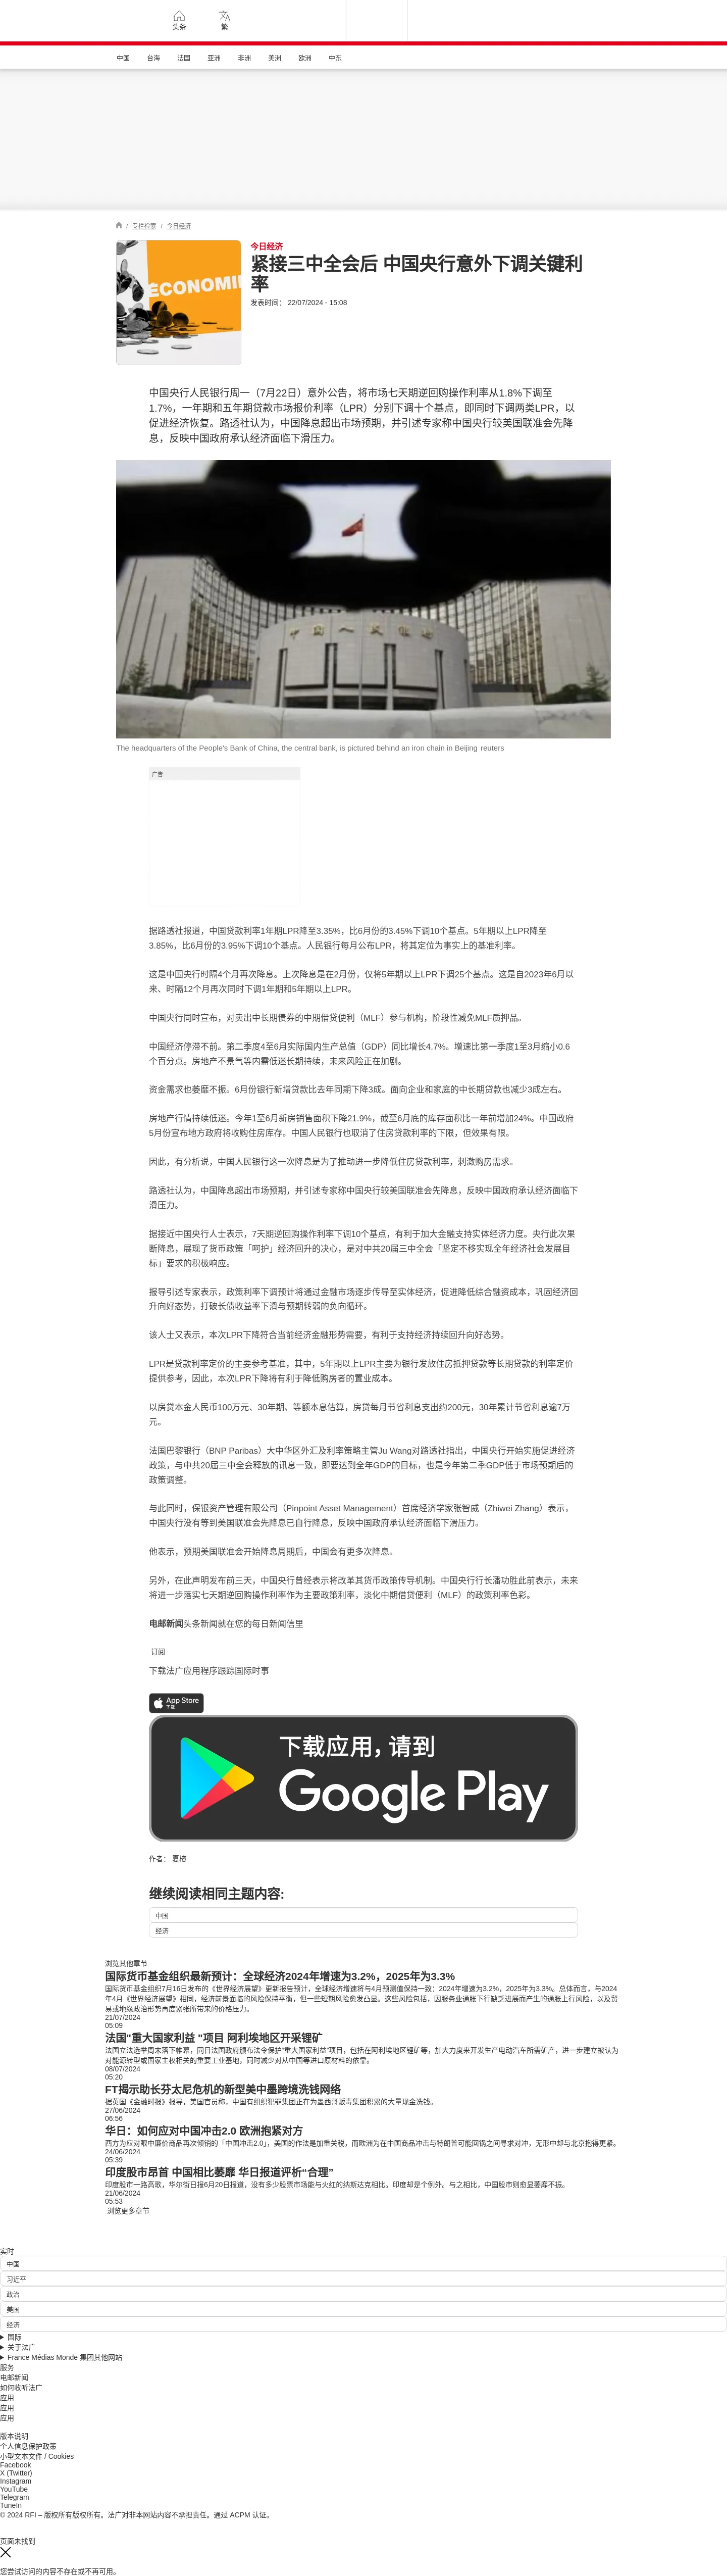 头条
繁
中国 台海 法国 亚洲 非洲 美洲 欧洲 中东
/ 专栏检索 / 今日经济
ECONOMIE
今日经济
紧接三中全会后 中国央行意外下调关键利
率
发表时间： 22/07/2024 - 15:08
中国央行人民银行周一（7月22日）意外公告，将市场七天期逆回购操作利率从1.8%下调至
1.7%，一年期和五年期贷款市场报价利率（LPR）分别下调十个基点，即同时下调两类LPR，以
促进经济恢复。路透社认为，中国降息超出市场预期，并引述专家称中国央行较美国联准会先降
息，反映中国政府承认经济面临下滑压力。
中国人民银行
The headquarters of the People's Bank of China, the central bank, is pictured behind an iron chain in Beijing reuters
广告
据路透社报道，中国贷款利率1年期LPR降至3.35%，比6月份的3.45%下调10个基点。5年期以上LPR降至
3.85%，比6月份的3.95%下调10个基点。人民银行每月公布LPR，将其定位为事实上的基准利率。
这是中国央行时隔4个月再次降息。上次降息是在2月份，仅将5年期以上LPR下调25个基点。这是自2023年6月以
来、时隔12个月再次同时下调1年期和5年期以上LPR。
中国央行同时宣布，对卖出中长期债券的中期借贷便利（MLF）参与机构，阶段性减免MLF质押品。
中国经济停滞不前。第二季度4至6月实际国内生产总值（GDP）同比增长4.7%。增速比第一季度1至3月缩小0.6
个百分点。房地产不景气等内需低迷长期持续，未来风险正在加剧。
资金需求也萎靡不振。6月份银行新增贷款比去年同期下降3成。面向企业和家庭的中长期贷款也减少3成左右。
房地产行情持续低迷。今年1至6月新房销售面积下降21.9%，截至6月底的库存面积比一年前增加24%。中国政府
5月份宣布地方政府将收购住房库存。中国人民银行也取消了住房贷款利率的下限，但效果有限。
因此，有分析说，中国人民银行这一次降息是为了推动进一步降低住房贷款利率，刺激购房需求。
路透社认为，中国降息超出市场预期，并引述专家称中国央行较美国联准会先降息，反映中国政府承认经济面临下
滑压力。
据接近中国央行人士表示，7天期逆回购操作利率下调10个基点，有利于加大金融支持实体经济力度。央行此次果
断降息，展现了货币政策「呵护」经济回升的决心，是对中共20届三中全会「坚定不移实现全年经济社会发展目
标」要求的积极响应。
报导引述专家表示，政策利率下调预计将通过金融市场逐步传导至实体经济，促进降低综合融资成本，巩固经济回
升向好态势，打破长债收益率下滑与预期转弱的负向循环。
该人士又表示，本次LPR下降符合当前经济金融形势需要，有利于支持经济持续回升向好态势。
LPR是贷款利率定价的主要参考基准，其中，5年期以上LPR主要为银行发放住房抵押贷款等长期贷款的利率定价
提供参考，因此，本次LPR下降将有利于降低购房者的置业成本。
以房贷本金人民币100万元、30年期、等额本息估算，房贷每月节省利息支出约200元，30年累计节省利息逾7万
元。
法国巴黎银行（BNP Paribas）大中华区外汇及利率策略主管Ju Wang对路透社指出，中国央行开始实施促进经济
政策，与中共20届三中全会释放的讯息一致，即要达到全年GDP的目标，也是今年第二季GDP低于市场预期后的
政策调整。
与此同时，保银资产管理有限公司（Pinpoint Asset Management）首席经济学家张智威（Zhiwei Zhang）表示，
中国央行没有等到美国联准会先降息已自行降息，反映中国政府承认经济面临下滑压力。
他表示，预期美国联准会开始降息周期后，中国会有更多次降息。
另外，在此声明发布前三天，中国央行曾经表示将改革其货币政策传导机制。中国央行行长潘功胜此前表示，未来
将进一步落实七天期逆回购操作利率作为主要政策利率，淡化中期借贷便利（MLF）的政策利率色彩。
电邮新闻头条新闻就在您的每日新闻信里
订阅
下载法广应用程序跟踪国际时事
App Store
下载
下载应用，请到
Google Play
作者： 夏榕
继续阅读相同主题内容:
中国
经济
浏览其他章节
国际货币基金组织最新预计：全球经济2024年增速为3.2%，2025年为3.3%
国际货币基金组织7月16日发布的《世界经济展望》更新报告预计，全球经济增速将与4月预测值保持一致：2024年增速为3.2%，2025年为3.3%。总体而言，与2024
年4月《世界经济展望》相同，经济前景面临的风险保持平衡，但一些短期风险愈发凸显。这些风险包括，因服务业通胀下行缺乏进展而产生的通胀上行风险，以及贸
易或地缘政治形势再度紧张所带来的价格压力。
21/07/2024
05:09
法国“重大国家利益 “项目 阿利埃地区开采锂矿
法国立法选举周末落下帷幕，同日法国政府颁布法令保护“重大国家利益”项目，包括在阿利埃地区锂矿等，加大力度来开发生产电动汽车所需矿产，进一步建立被认为
对能源转型或国家主权相关的重要工业基地，同时减少对从中国等进口原材料的依靠。
08/07/2024
05:20
FT揭示助长芬太尼危机的新型美中墨跨境洗钱网络
据英国《金融时报》报导，美国官员称，中国有组织犯罪集团正在为墨西哥贩毒集团积累的大量现金洗钱。
27/06/2024
06:56
华日：如何应对中国冲击2.0 欧洲抱紧对方
西方为应对眼中廉价商品再次倾销的「中国冲击2.0」，美国的作法是加重关税，而欧洲为在中国商品冲击与特朗普可能回锅之间寻求对冲，无形中却与北京抱得更紧。
24/06/2024
05:39
印度股市昂首 中国相比萎靡 华日报道评析“合理”
印度股市一路高歌，华尔街日报6月20日报道，没有多少股票市场能与火红的纳斯达克相比。印度却是个例外。与之相比，中国股市则愈显萎靡不振。
21/06/2024
05:53
浏览更多章节
实时
中国
习近平
政治
美国
经济
国际
关于法广
France Médias Monde 集团其他网站
服务
电邮新闻
如何收听法广
应用
应用
应用
版本说明
个人信息保护政策
小型文本文件 / Cookies
Facebook
X (Twitter)
Instagram
YouTube
Telegram
TuneIn
© 2024 RFI – 版权所有版权所有。法广对非本网站内容不承担责任。通过 ACPM 认证。
页面未找到
您尝试访问的内容不存在或不再可用。